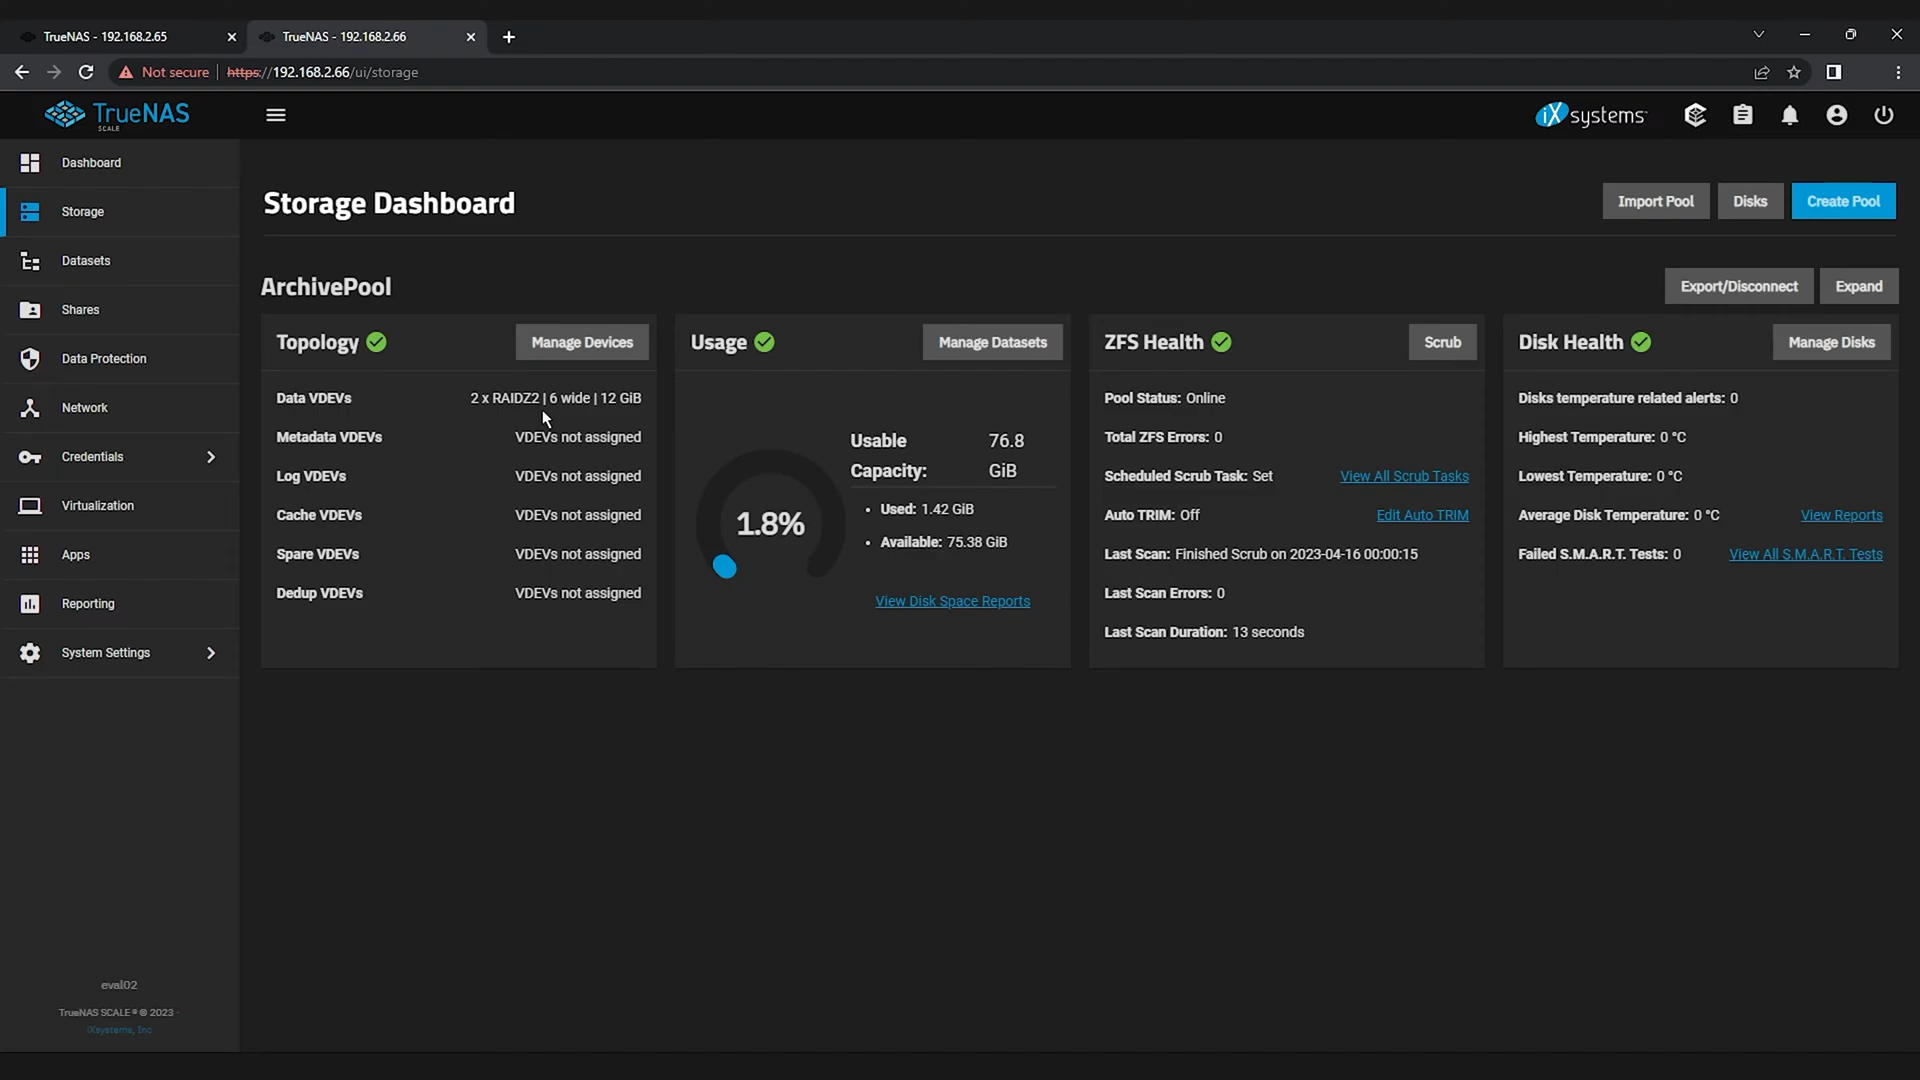 TrueNAS - 192.168.2.65
TrueNAS - 192.168.2.66
Not secure
https://192.168.2.66/ui/storage
TrueNAS
SCALE
iX systems
Dashboard
Storage
Datasets
Shares
Data Protection
Network
Credentials
Virtualization
Apps
Reporting
System Settings
eval02
TrueNAS SCALE ® © 2023 -
iXsystems, Inc
Storage Dashboard
Import Pool
Disks
Create Pool
ArchivePool
Export/Disconnect
Expand
Topology
Manage Devices
Data VDEVs 2 x RAIDZ2 | 6 wide | 12 GiB
Metadata VDEVs VDEVs not assigned
Log VDEVs VDEVs not assigned
Cache VDEVs VDEVs not assigned
Spare VDEVs VDEVs not assigned
Dedup VDEVs VDEVs not assigned
Usage
Manage Datasets
1.8%
Usable 76.8
Capacity: GiB
• Used: 1.42 GiB
• Available: 75.38 GiB
View Disk Space Reports
ZFS Health
Scrub
Pool Status: Online
Total ZFS Errors: 0
Scheduled Scrub Task: Set View All Scrub Tasks
Auto TRIM: Off Edit Auto TRIM
Last Scan: Finished Scrub on 2023-04-16 00:00:15
Last Scan Errors: 0
Last Scan Duration: 13 seconds
Disk Health
Manage Disks
Disks temperature related alerts: 0
Highest Temperature: 0 °C
Lowest Temperature: 0 °C
Average Disk Temperature: 0 °C View Reports
Failed S.M.A.R.T. Tests: 0 View All S.M.A.R.T. Tests